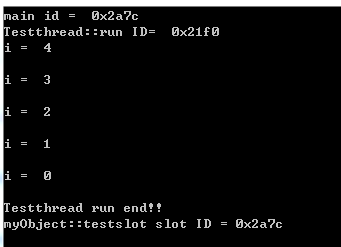 main id =  0x2a7c
Testthread::run ID=  0x21f0
i =  4
i =  3
i =  2
i =  1
i =  0
Testthread run end!!
myObject::testslot slot ID = 0x2a7c